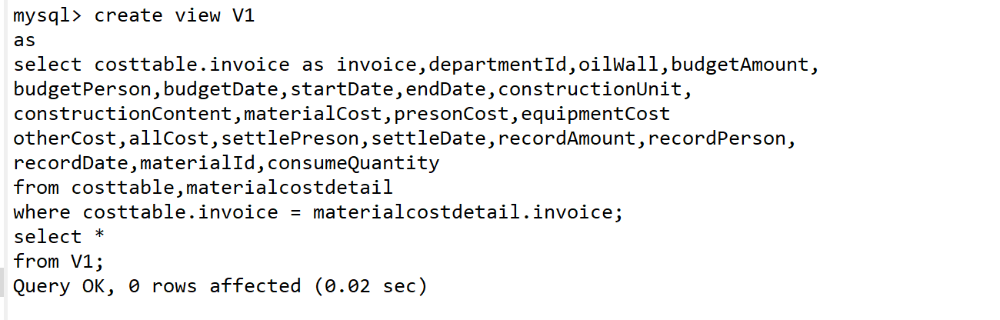 mysql> create view V1
as
select costtable.invoice as invoice,departmentId,oilWall,budgetAmount,
budgetPerson,budgetDate,startDate,endDate,constructionUnit,
constructionContent,materialCost,presonCost,equipmentCost
otherCost,allCost,settlePreson,settleDate,recordAmount,recordPerson,
recordDate,materialId,consumeQuantity
from costtable,materialcostdetail
where costtable.invoice = materialcostdetail.invoice;
select *
from V1;
Query OK, 0 rows affected (0.02 sec)